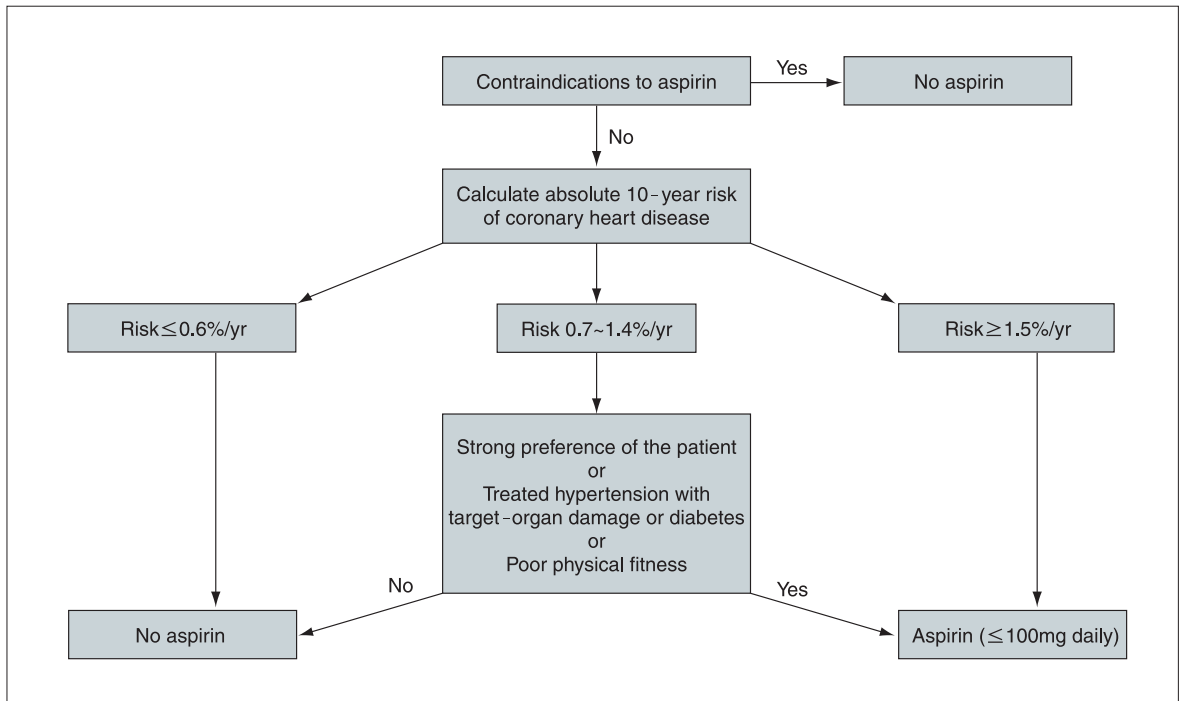 Contraindications to aspirin
Yes
No aspirin
No
Calculate absolute 10-year risk
of coronary heart disease
Risk≤0.6%/yr
Risk 0.7~1.4%/yr
Risk≥1.5%/yr
Strong preference of the patient
or
Treated hypertension with
target-organ damage or diabetes
or
Poor physical fitness
No
Yes
No aspirin
Aspirin (≤100mg daily)